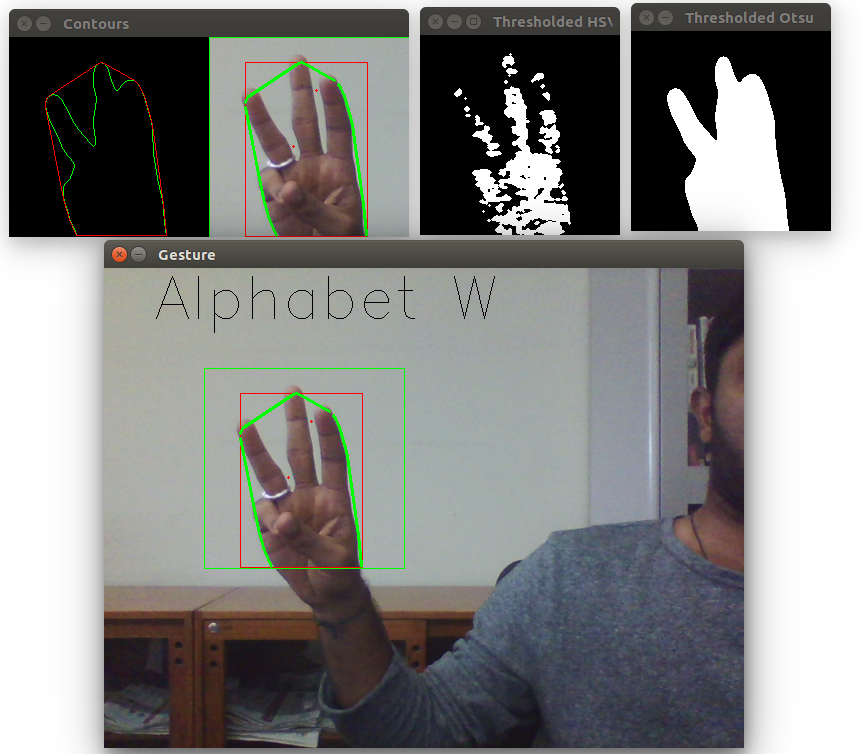 Contours
Thresholded HSV
Thresholded Otsu
Gesture
Alphabet W